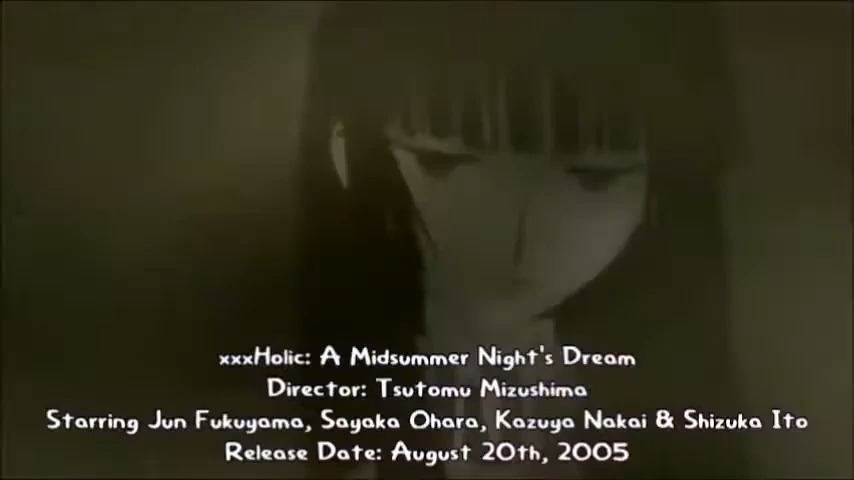 xxxHolic: A Midsummer Night's Dream
Director: Tsutomu Mizushima
Starring Jun Fukuyama, Sayaka Ohara, Kazuya Nakai & Shizuka Ito
Release Date: August 20th, 2005